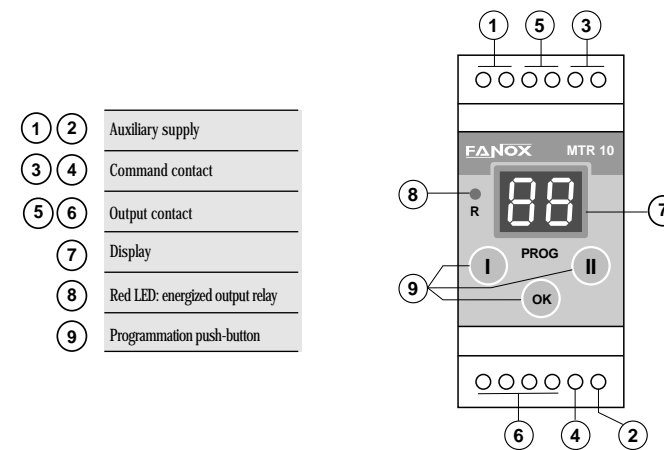 1 2 Auxiliary supply
3 4 Command contact
5 6 Output contact
7 Display
8 Red LED: energized output relay
9 Programmation push-button
1 5 3
FANOX MTR 10
8 88 7
R
PROG
I II
9
OK
6 4 2